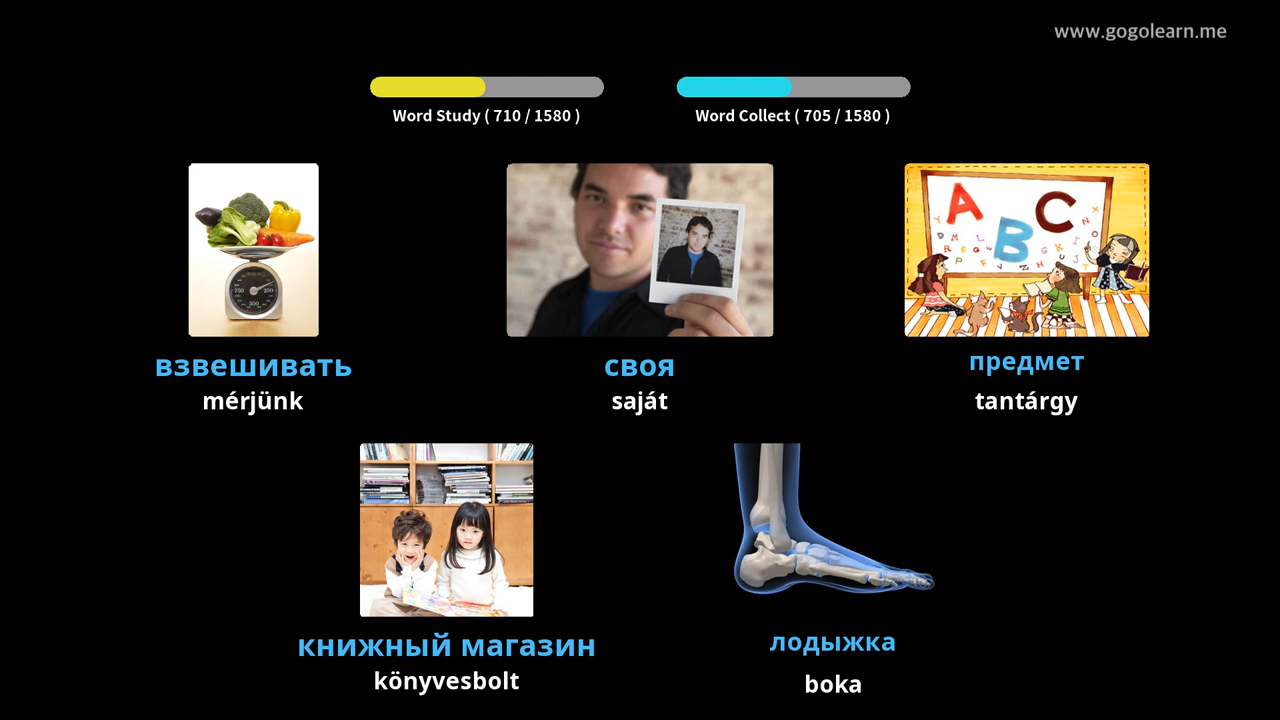 www.gogolearn.me
Word Study ( 710 / 1580 )
Word Collect ( 705 / 1580 )
A B C
взвешивать
mérjünk
своя
saját
предмет
tantárgy
книжный магазин
könyvesbolt
лодыжка
boka